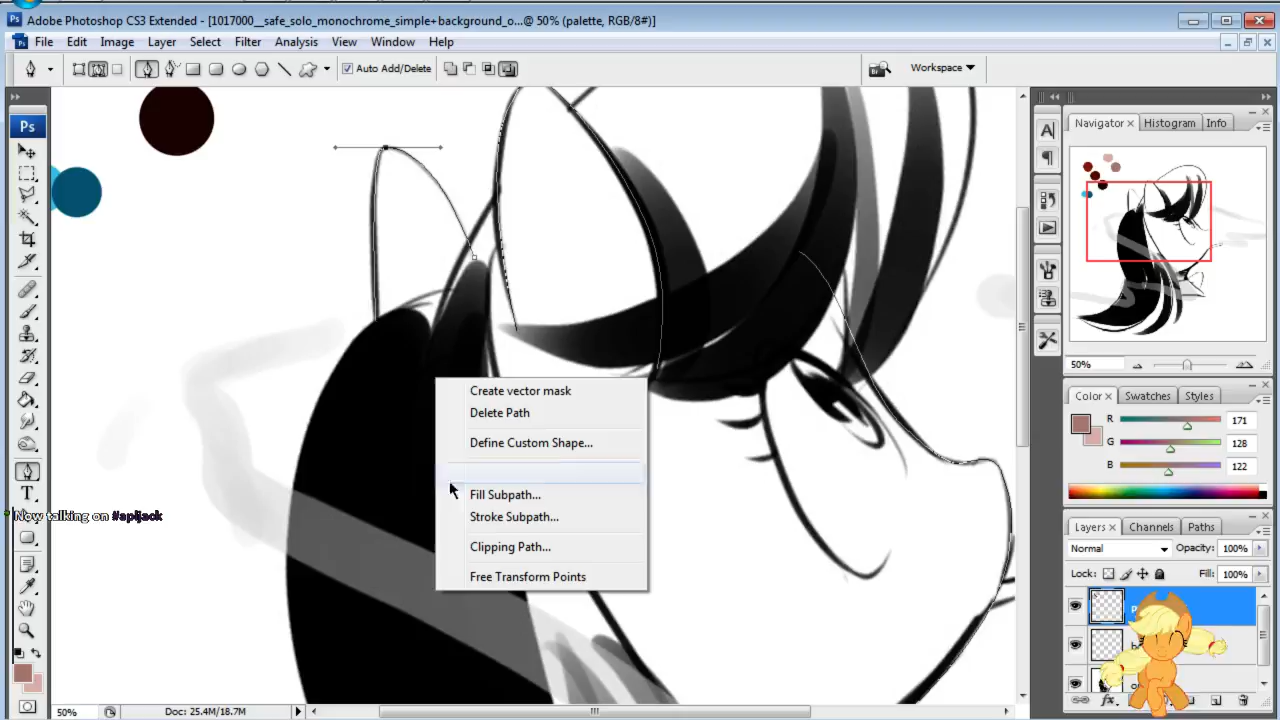 Adobe Photoshop CS3 Extended - [1017000__safe_solo_monochrome_simple+background_o...@ 50% (palette, RGB/8#)]
File Edit Image Layer Select Filter Analysis View Window Help
Auto Add/Delete
Workspace
Navigator Histogram Info
50%
Color Swatches Styles
R 171
G 128
B 122
Layers Channels Paths
Normal Opacity: 100%
Lock: Fill: 100%
Create vector mask
Delete Path
Define Custom Shape...
Fill Subpath...
Stroke Subpath...
Clipping Path...
Free Transform Points
Now talking on #apljack
50% Doc: 25.4M/18.7M